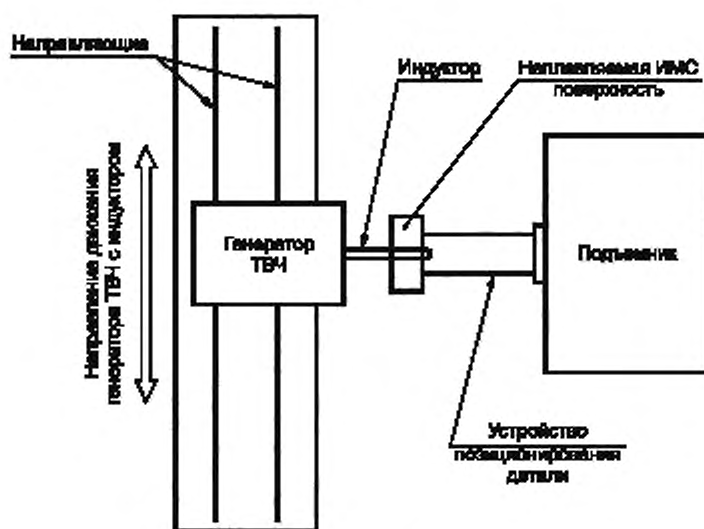 Направляющие
Индуктор
Наплавляемая ИМС
поверхность
Направление движения
генератора ТВЧ с индуктором
Генератор
ТВЧ
Подъемник
Устройство
позиционирования
детали